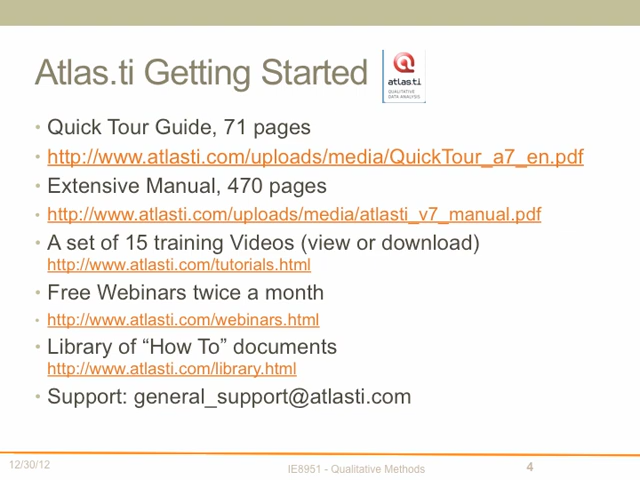 Atlas.ti Getting Started
atlas.ti
QUALITATIVE
DATA ANALYSIS
• Quick Tour Guide, 71 pages
• http://www.atlasti.com/uploads/media/QuickTour_a7_en.pdf
• Extensive Manual, 470 pages
• http://www.atlasti.com/uploads/media/atlasti_v7_manual.pdf
• A set of 15 training Videos (view or download)
http://www.atlasti.com/tutorials.html
• Free Webinars twice a month
• http://www.atlasti.com/webinars.html
• Library of “How To” documents
http://www.atlasti.com/library.html
• Support: general_support@atlasti.com
12/30/12
IE8951 - Qualitative Methods
4